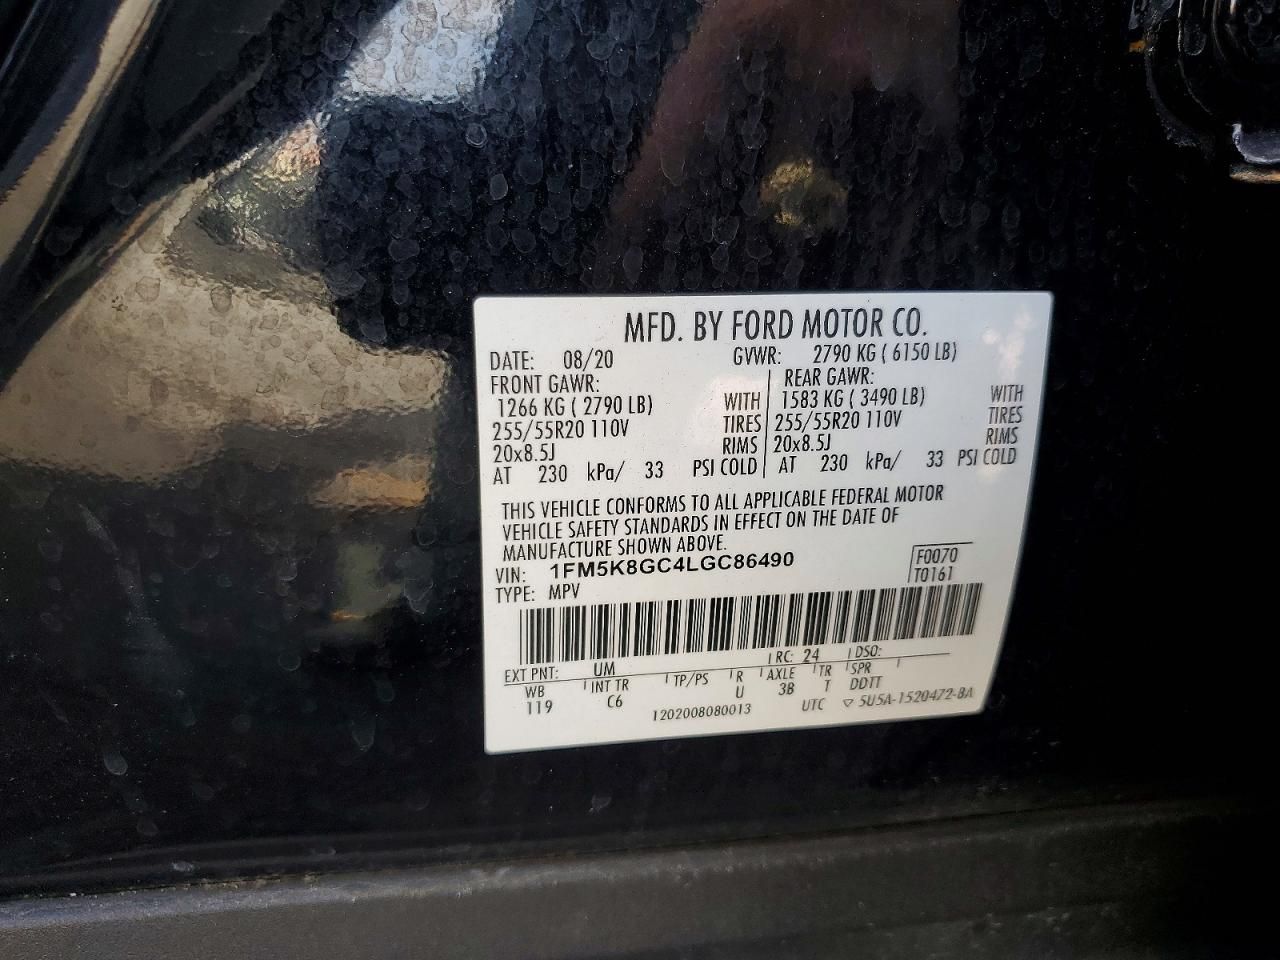 MFD. BY FORD MOTOR CO.
DATE: 08/20 GVWR: 2790 KG ( 6150 LB)
FRONT GAWR: REAR GAWR:
1266 KG ( 2790 LB) WITH 1583 KG ( 3490 LB) WITH
255/55R20 110V TIRES 255/55R20 110V TIRES
20x8.5J RIMS 20x8.5J RIMS
AT 230 kPa/ 33 PSI COLD AT 230 kPa/ 33 PSI COLD
THIS VEHICLE CONFORMS TO ALL APPLICABLE FEDERAL MOTOR
VEHICLE SAFETY STANDARDS IN EFFECT ON THE DATE OF
MANUFACTURE SHOWN ABOVE.
VIN: 1FM5K8GC4LGC86490 F0070
TYPE: MPV T0161
EXT PNT: UM RC: 24 DSO:
WB INT TR TP/PS R AXLE TR SPR
119 C6 U 3B T DDTT
1202008080013 UTC ▽ 5U5A-1520472-BA